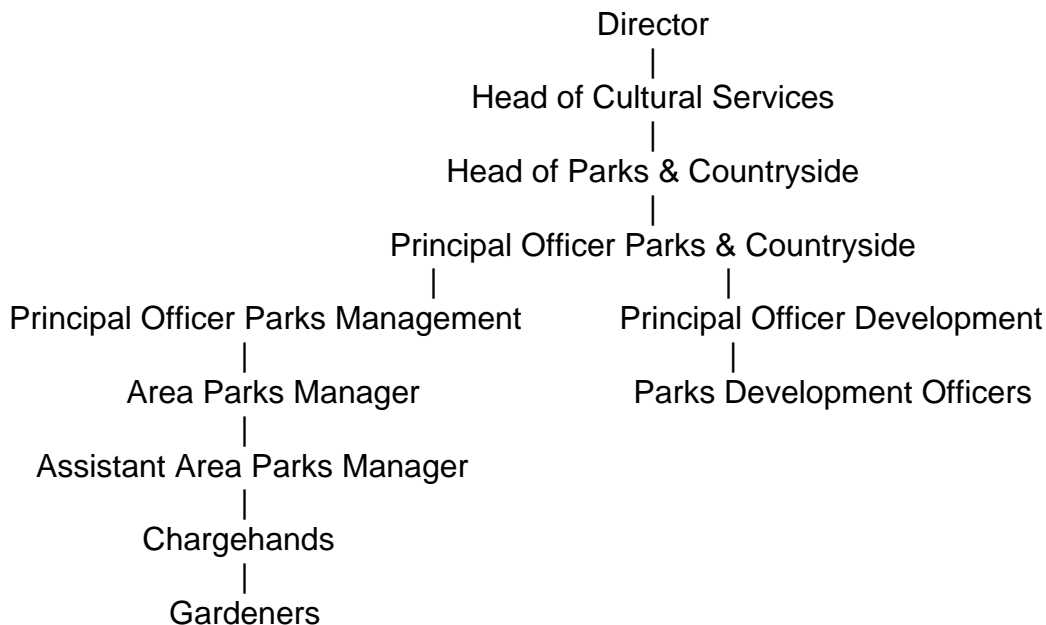 Director
Head of Cultural Services
Head of Parks & Countryside
Principal Officer Parks & Countryside
Principal Officer Parks Management Principal Officer Development
Area Parks Manager Parks Development Officers
Assistant Area Parks Manager
Chargehands
Gardeners